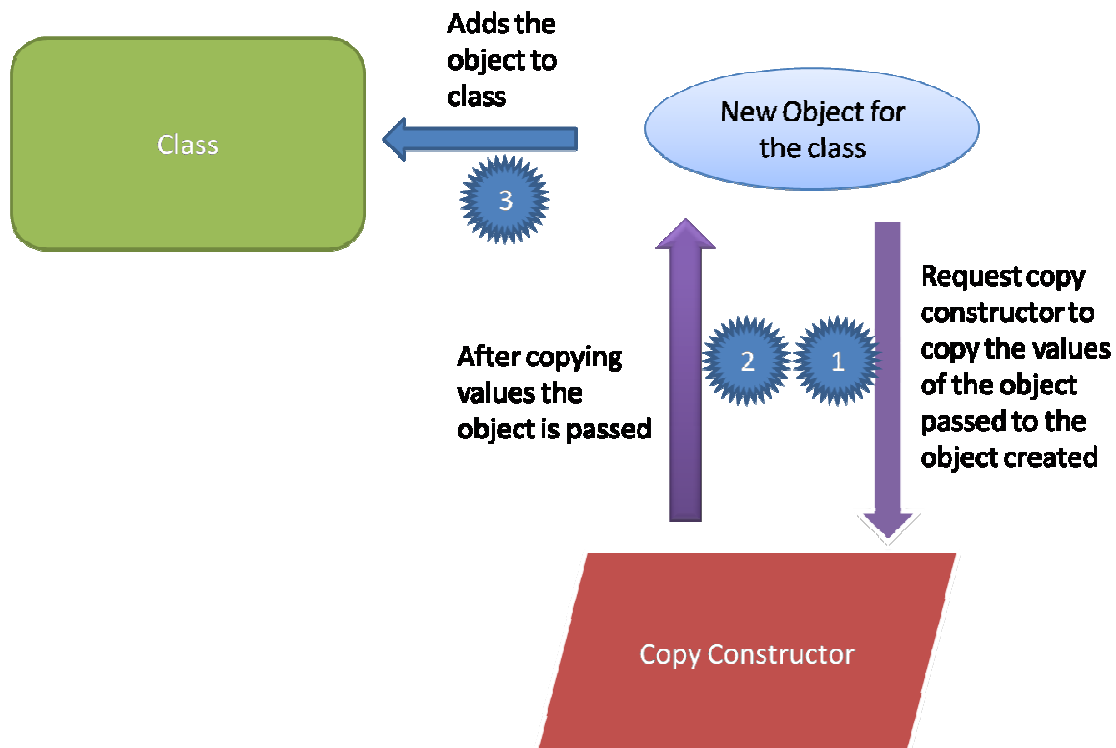 Adds the
object to
class
Class
New Object for
the class
3
Request copy
constructor to
copy the values
of the object
passed to the
object created
2
1
After copying
values the
object is passed
Copy Constructor